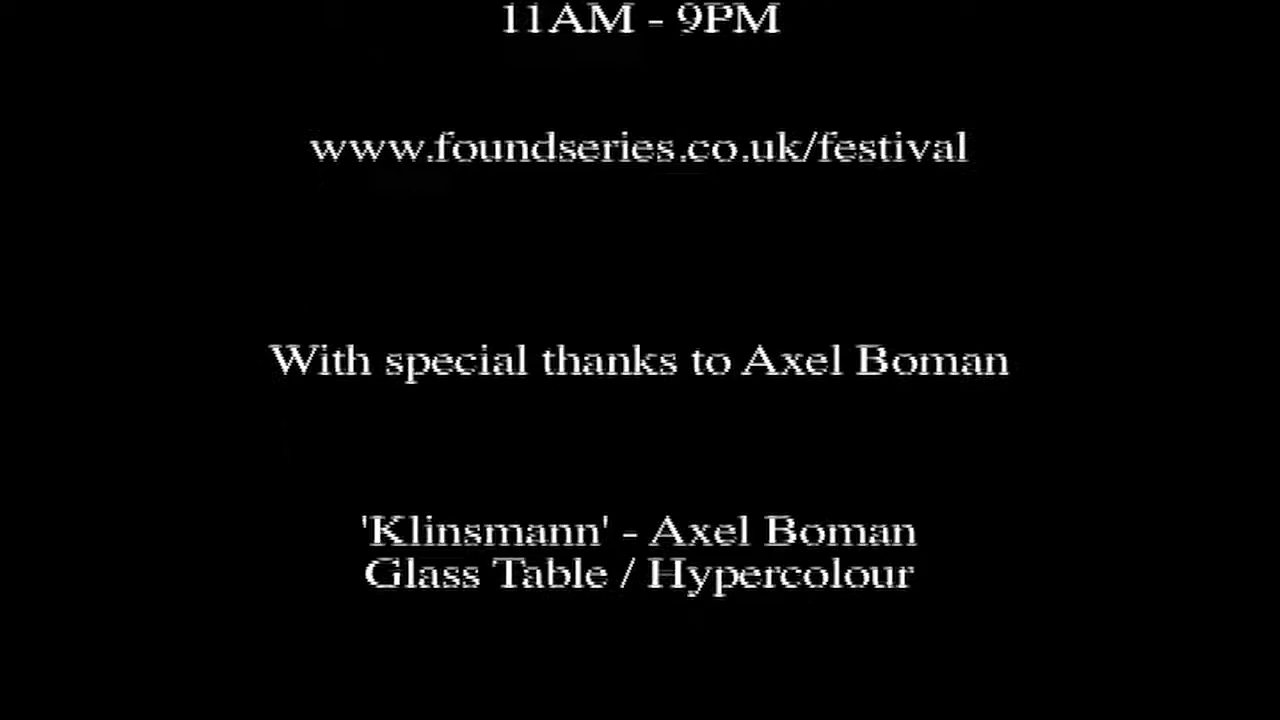 11AM - 9PM
www.foundseries.co.uk/festival
With special thanks to Axel Boman
'Klinsmann' - Axel Boman
Glass Table / Hypercolour